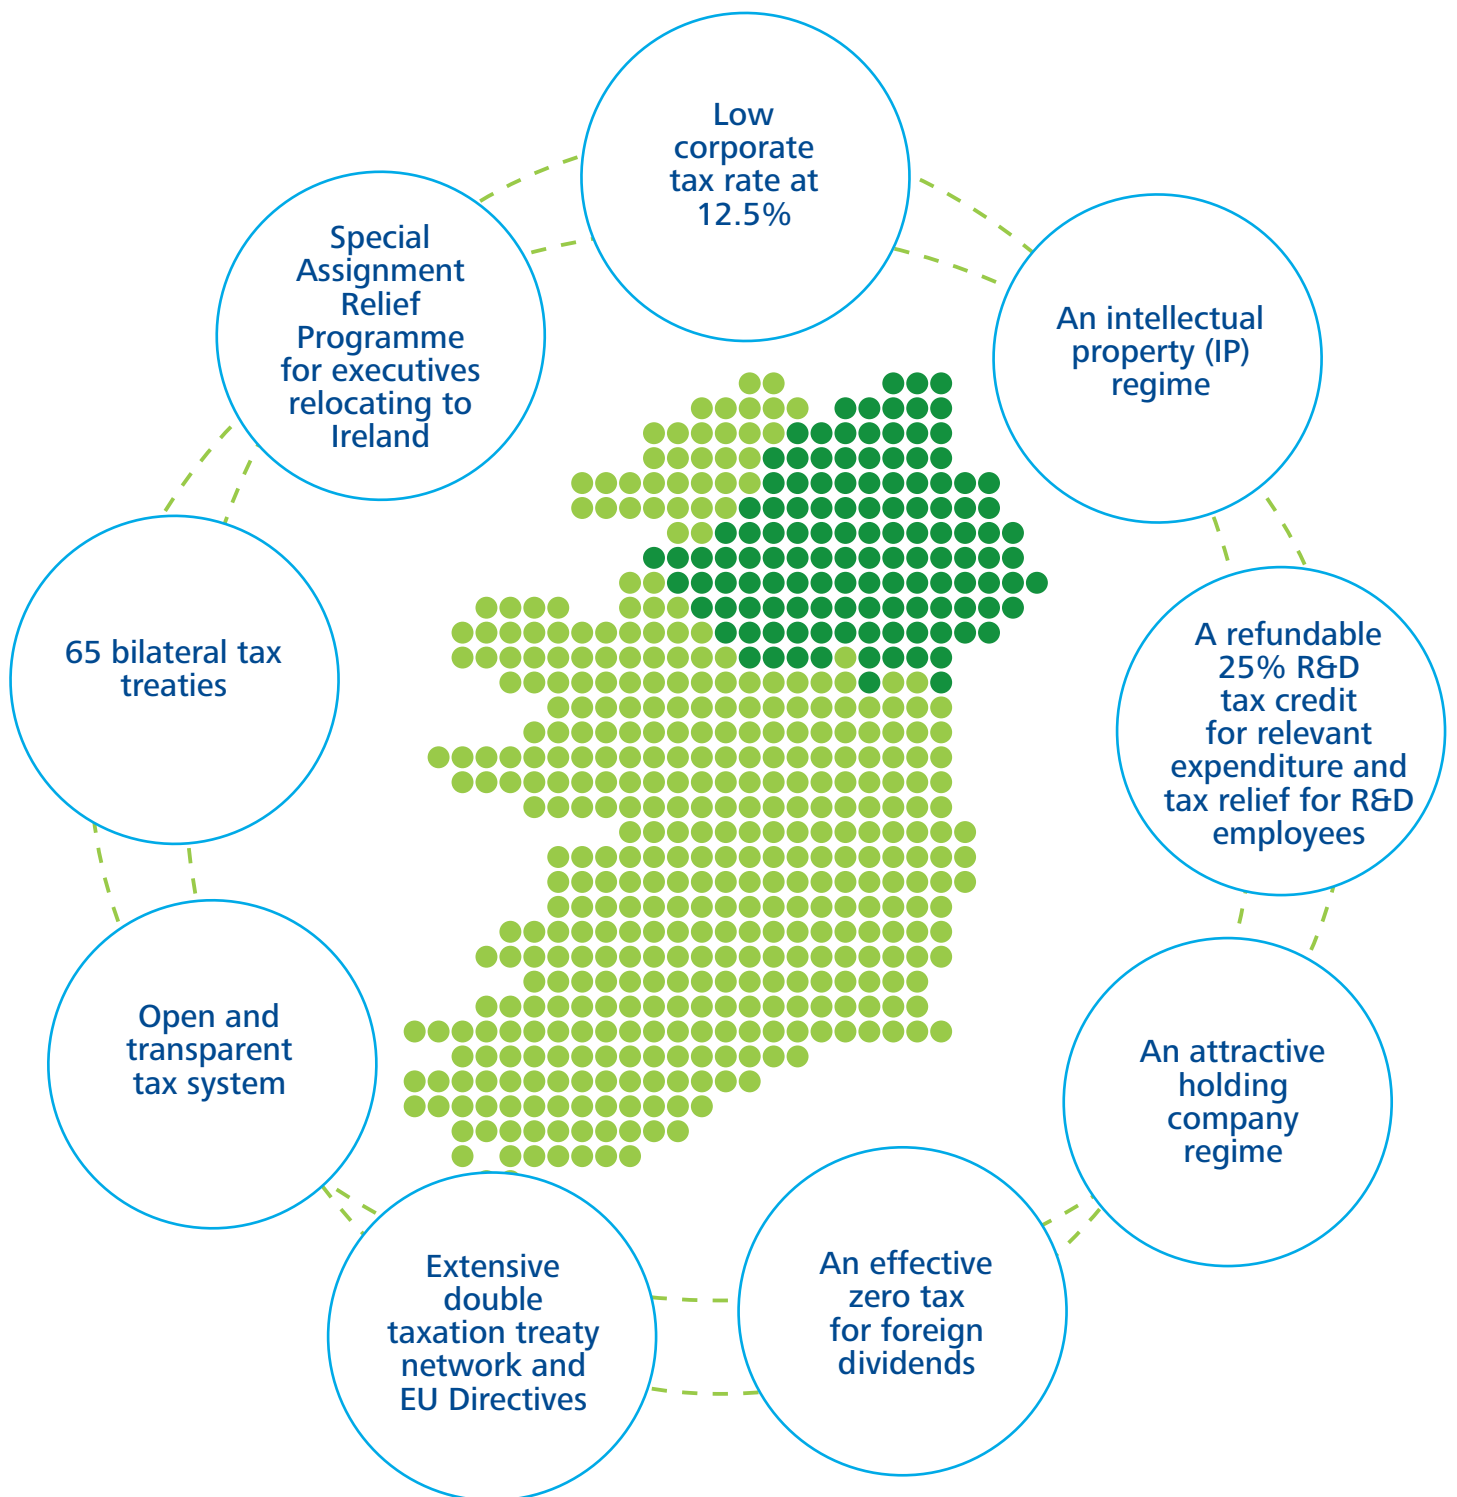 Low
corporate
tax rate at
12.5%
An intellectual
property (IP)
regime
A refundable
25% R&D
tax credit
for relevant
expenditure and
tax relief for R&D
employees
An attractive
holding
company
regime
An effective
zero tax
for foreign
dividends
Extensive
double
taxation treaty
network and
EU Directives
Open and
transparent
tax system
65 bilateral tax
treaties
Special
Assignment
Relief
Programme
for executives
relocating to
Ireland